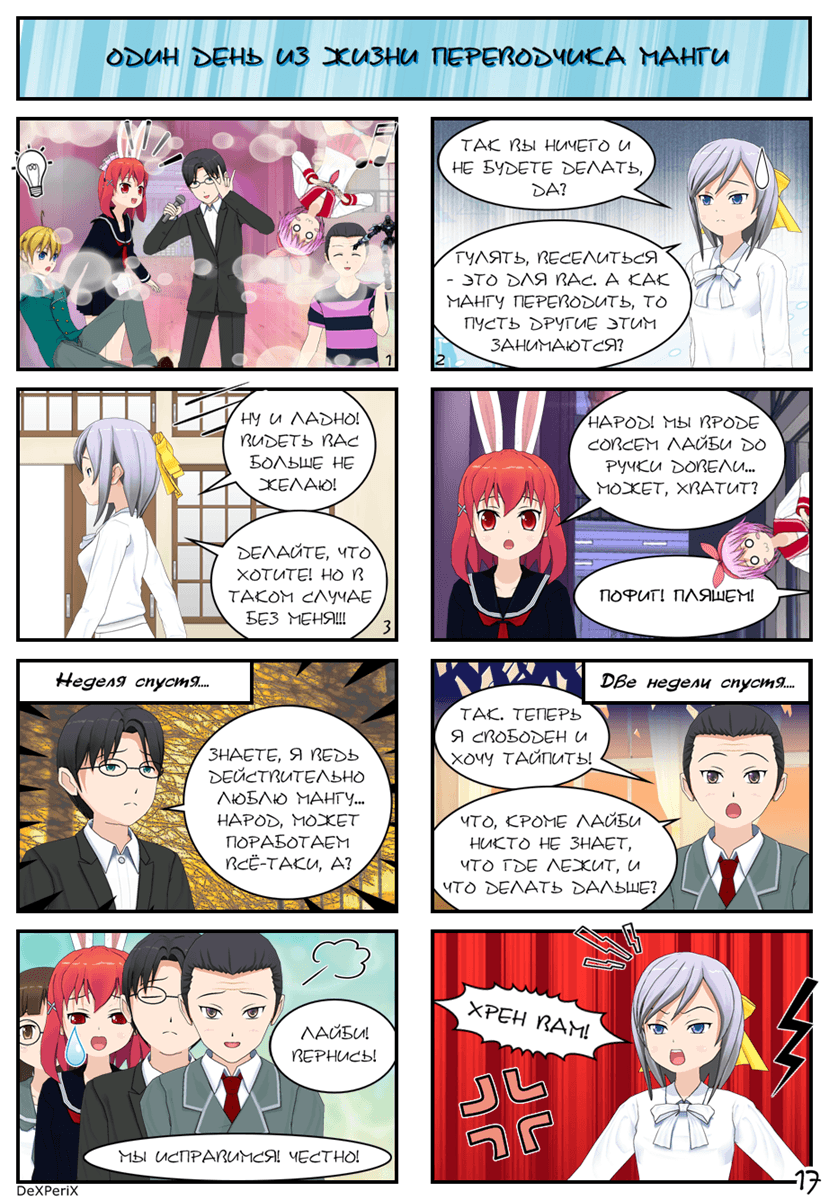 ОДИН ДЕНЬ ИЗ ЖИЗНИ ПЕРЕВОДЧИКА МАНГИ
1
ТАК ВЫ НИЧЕГО И
НЕ БУДЕТЕ ДЕЛАТЬ,
ДА?
ГУЛЯТЬ, ВЕСЕЛИТЬСЯ
- ЭТО ДЛЯ ВАС. А КАК
МАНГУ ПЕРЕВОДИТЬ, ТО
ПУСТЬ ДРУГИЕ ЭТИМ
ЗАНИМАЮТСЯ?
2
НУ И ЛАДНО!
ВИДЕТЬ ВАС
БОЛЬШЕ НЕ
ЖЕЛАЮ!
ДЕЛАЙТЕ, ЧТО
ХОТИТЕ! НО В
ТАКОМ СЛУЧАЕ
БЕЗ МЕНЯ!!!
3
НАРОД! МЫ ВРОДЕ
СОВСЕМ ЛАЙБИ ДО
РУЧКИ ДОВЕЛИ...
МОЖЕТ, ХВАТИТ?
ПОФИГ! ПЛЯШЕМ!
Неделя спустя....
ЗНАЕТЕ, Я ВЕДЬ
ДЕЙСТВИТЕЛЬНО
ЛЮБЛЮ МАНГУ...
НАРОД, МОЖЕТ
ПОРАБОТАЕМ
ВСЁ-ТАКИ, А?
Две недели спустя....
ТАК. ТЕПЕРЬ
Я СВОБОДЕН И
ХОЧУ ТАЙПИТЬ!
ЧТО, КРОМЕ ЛАЙБИ
НИКТО НЕ ЗНАЕТ,
ЧТО ГДЕ ЛЕЖИТ, И
ЧТО ДЕЛАТЬ ДАЛЬШЕ?
ЛАЙБИ!
ВЕРНИСЬ!
МЫ ИСПРАВИМСЯ! ЧЕСТНО!
ХРЕН ВАМ!
17
DeXPeriX